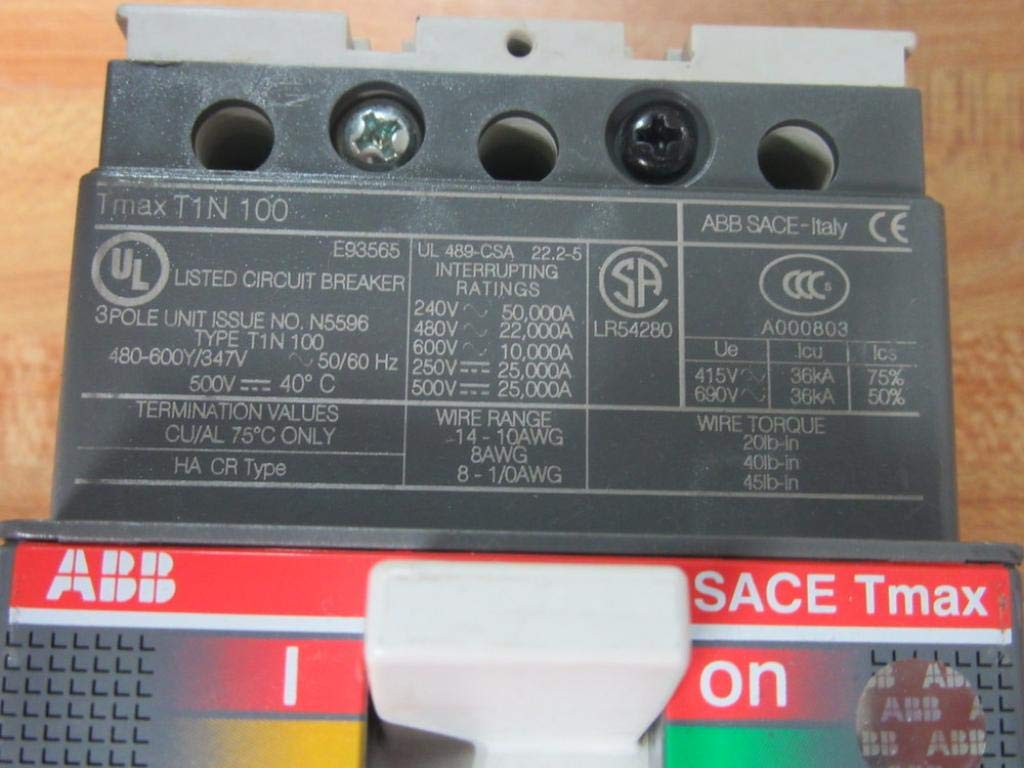 Tmax T1N 100
ABB SACE-Italy CE
UL
E93565
LISTED CIRCUIT BREAKER
3POLE UNIT ISSUE NO. N5596
TYPE T1N 100
480-600Y/347V ~ 50/60 Hz
500V ⎓ 40° C
UL 489-CSA 22.2-5
INTERRUPTING
RATINGS
240V ~ 50,000A
480V ~ 22,000A
600V ~ 10,000A
250V ⎓ 25,000A
500V ⎓ 25,000A
SA
LR54280
CCC S
A000803
Ue Icu Ics
415V~ 36kA 75%
690V~ 36kA 50%
TERMINATION VALUES
CU/AL 75°C ONLY
HA CR Type
WIRE RANGE
14 - 10AWG
8AWG
8 - 1/0AWG
WIRE TORQUE
20lb-in
40lb-in
45lb-in
ABB SACE Tmax
I on
ABB
ABB
ABB